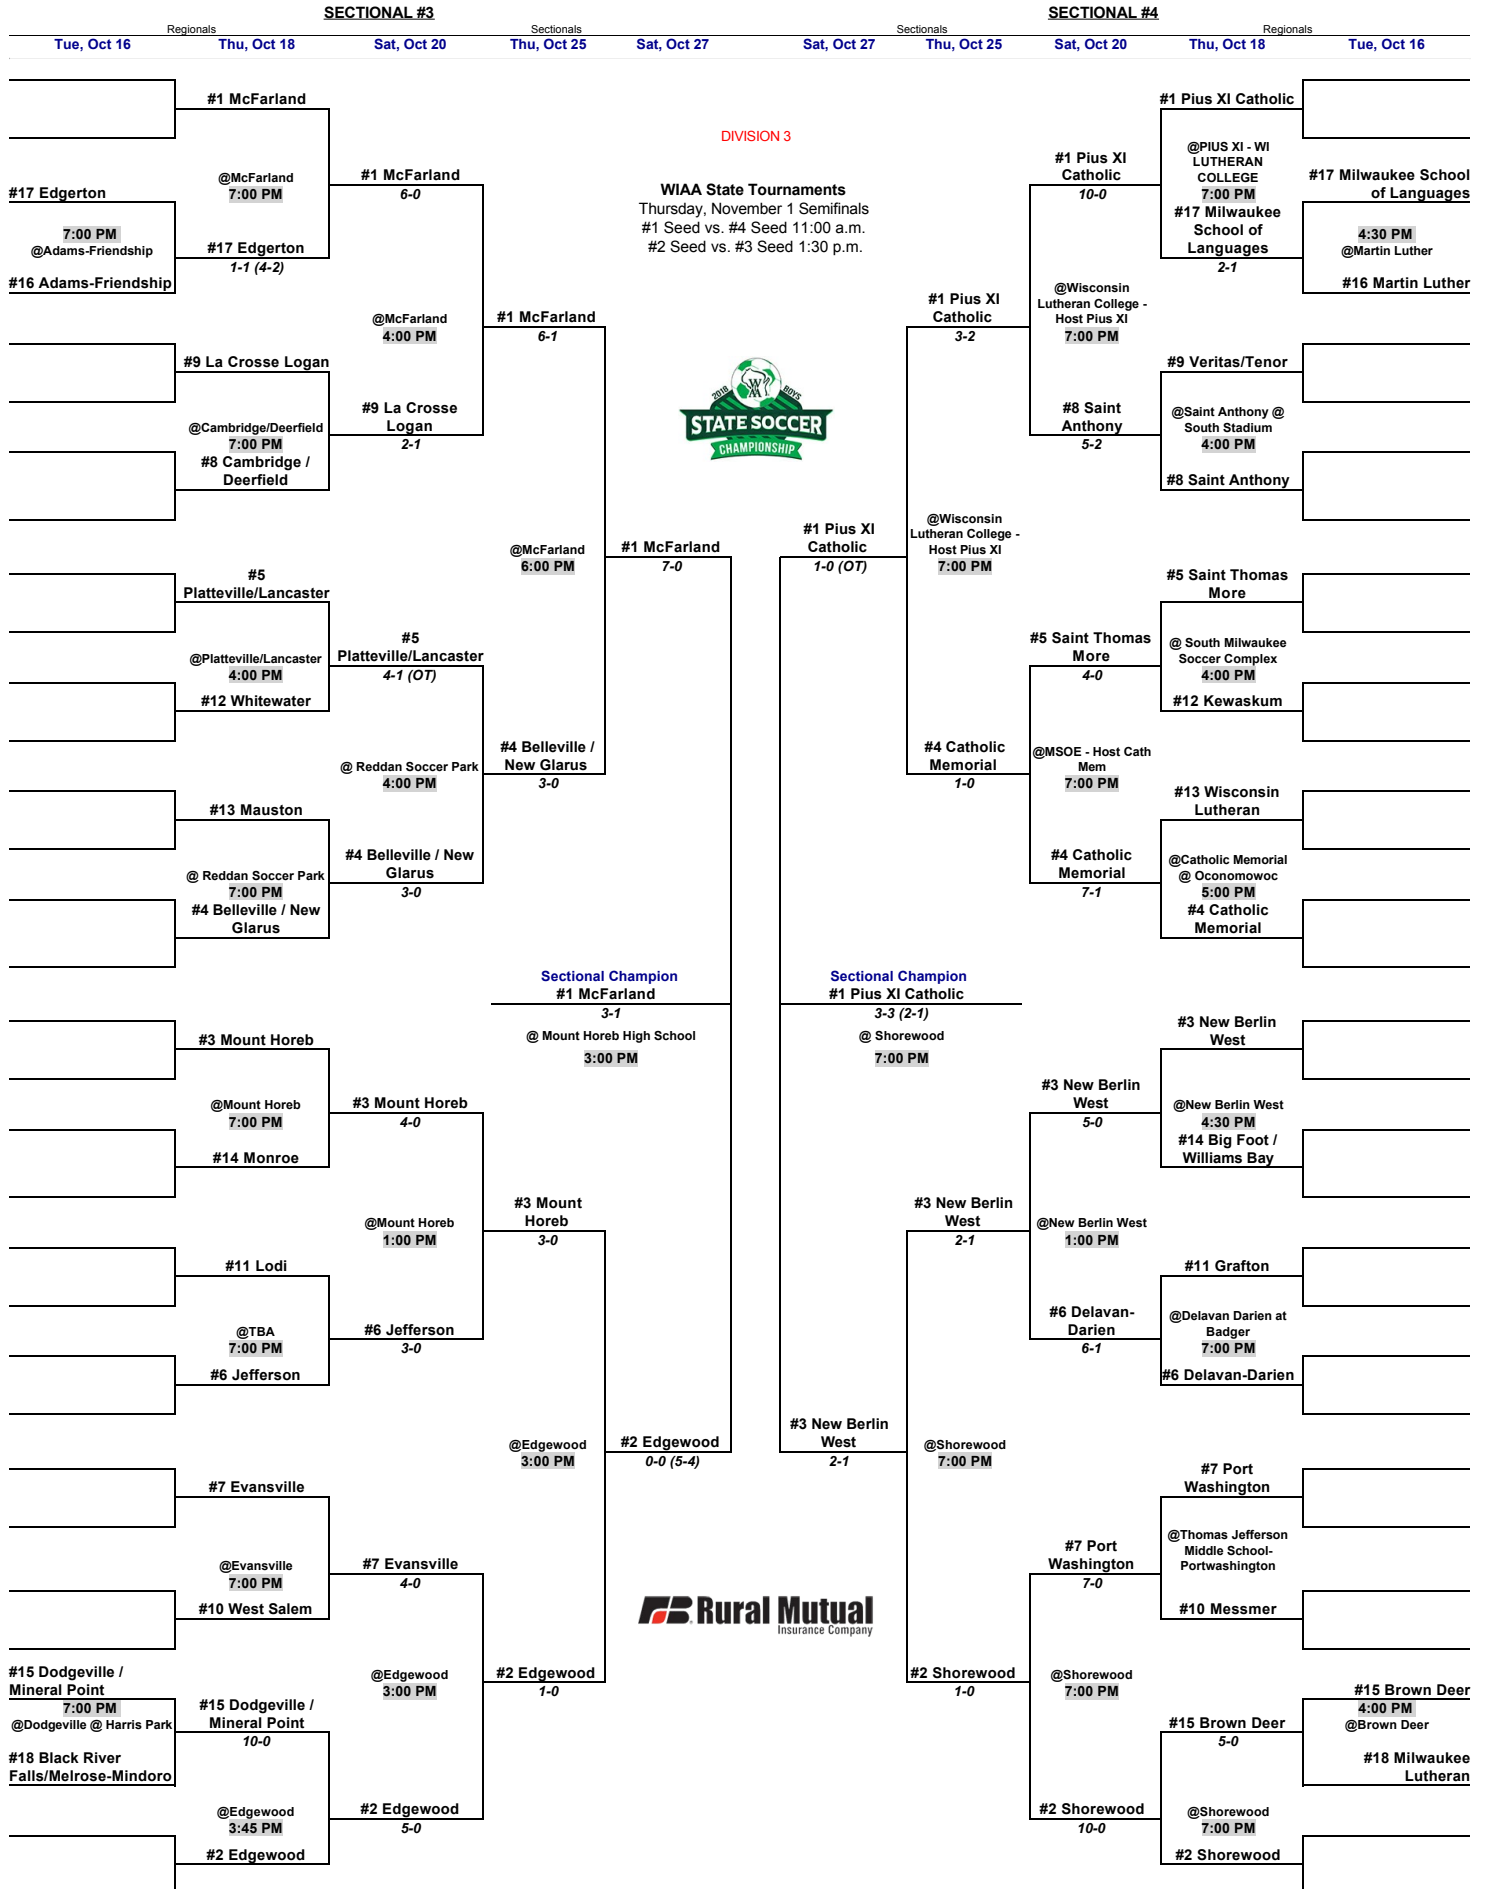 SECTIONAL #3
SECTIONAL #4
Regionals
Sectionals
Sectionals
Regionals
Tue, Oct 16
Thu, Oct 18
Sat, Oct 20
Thu, Oct 25
Sat, Oct 27
Sat, Oct 27
Thu, Oct 25
Sat, Oct 20
Thu, Oct 18
Tue, Oct 16
#17 Edgerton
7:00 PM
@Adams-Friendship
#16 Adams-Friendship
#15 Dodgeville /
Mineral Point
7:00 PM
@Dodgeville @ Harris Park
#18 Black River
Falls/Melrose-Mindoro
#1 McFarland
@McFarland
7:00 PM
#17 Edgerton
1-1 (4-2)
#9 La Crosse Logan
@Cambridge/Deerfield
7:00 PM
#8 Cambridge /
Deerfield
#5
Platteville/Lancaster
@Platteville/Lancaster
4:00 PM
#12 Whitewater
#13 Mauston
@ Reddan Soccer Park
7:00 PM
#4 Belleville / New
Glarus
#3 Mount Horeb
@Mount Horeb
7:00 PM
#14 Monroe
#11 Lodi
@TBA
7:00 PM
#6 Jefferson
#7 Evansville
@Evansville
7:00 PM
#10 West Salem
#15 Dodgeville /
Mineral Point
10-0
@Edgewood
3:45 PM
#2 Edgewood
#1 McFarland
6-0
@McFarland
4:00 PM
#9 La Crosse
Logan
2-1
#5
Platteville/Lancaster
4-1 (OT)
@ Reddan Soccer Park
4:00 PM
#4 Belleville / New
Glarus
3-0
#3 Mount Horeb
4-0
@Mount Horeb
1:00 PM
#6 Jefferson
3-0
#7 Evansville
4-0
@Edgewood
3:00 PM
#2 Edgewood
5-0
#1 McFarland
6-1
@McFarland
6:00 PM
#4 Belleville /
New Glarus
3-0
#3 Mount
Horeb
3-0
@Edgewood
3:00 PM
#2 Edgewood
1-0
#1 McFarland
7-0
#2 Edgewood
0-0 (5-4)
Sectional Champion
#1 McFarland
3-1
@ Mount Horeb High School
3:00 PM
DIVISION 3
WIAA State Tournaments
Thursday, November 1 Semifinals
#1 Seed vs. #4 Seed 11:00 a.m.
#2 Seed vs. #3 Seed 1:30 p.m.
2018 BOYS
WIAA
STATE SOCCER
CHAMPIONSHIP
Rural Mutual
Insurance Company
Sectional Champion
#1 Pius XI Catholic
3-3 (2-1)
@ Shorewood
7:00 PM
#1 Pius XI
Catholic
1-0 (OT)
#3 New Berlin
West
2-1
#1 Pius XI
Catholic
3-2
@Wisconsin
Lutheran College -
Host Pius XI
7:00 PM
#4 Catholic
Memorial
1-0
#3 New Berlin
West
2-1
@Shorewood
7:00 PM
#2 Shorewood
1-0
#1 Pius XI
Catholic
10-0
@Wisconsin
Lutheran College -
Host Pius XI
7:00 PM
#8 Saint
Anthony
5-2
#5 Saint Thomas
More
4-0
@MSOE - Host Cath
Mem
7:00 PM
#4 Catholic
Memorial
7-1
#3 New Berlin
West
5-0
@New Berlin West
1:00 PM
#6 Delavan-
Darien
6-1
#7 Port
Washington
7-0
@Shorewood
7:00 PM
#2 Shorewood
10-0
#1 Pius XI Catholic
@PIUS XI - WI
LUTHERAN
COLLEGE
7:00 PM
#17 Milwaukee
School of
Languages
2-1
#9 Veritas/Tenor
@Saint Anthony @
South Stadium
4:00 PM
#8 Saint Anthony
#5 Saint Thomas
More
@ South Milwaukee
Soccer Complex
4:00 PM
#12 Kewaskum
#13 Wisconsin
Lutheran
@Catholic Memorial
@ Oconomowoc
5:00 PM
#4 Catholic
Memorial
#3 New Berlin
West
@New Berlin West
4:30 PM
#14 Big Foot /
Williams Bay
#11 Grafton
@Delavan Darien at
Badger
7:00 PM
#6 Delavan-Darien
#7 Port
Washington
@Thomas Jefferson
Middle School-
Portwashington
#10 Messmer
#15 Brown Deer
5-0
@Shorewood
7:00 PM
#2 Shorewood
#17 Milwaukee School
of Languages
4:30 PM
@Martin Luther
#16 Martin Luther
#15 Brown Deer
4:00 PM
@Brown Deer
#18 Milwaukee
Lutheran